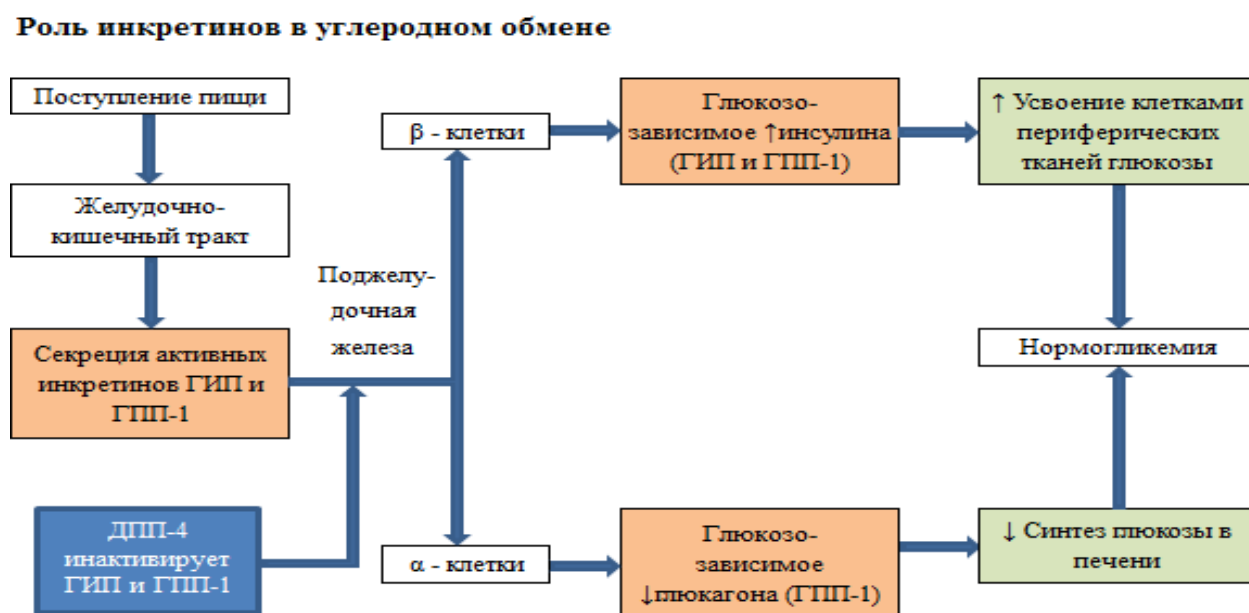 Роль инкретинов в углеродном обмене
Поступление пищи
Желудочно-
кишечный тракт
Секреция активных
инкретинов ГИП и
ГПП-1
ДПП-4
инактивирует
ГИП и ГПП-1
Поджелу-
дочная
железа
β - клетки
α - клетки
Глюкозо-
зависимое ↑инсулина
(ГИП и ГПП-1)
Глюкозо-
зависимое
↓глюкагона (ГПП-1)
↑ Усвоение клетками
периферических
тканей глюкозы
Нормогликемия
↓ Синтез глюкозы в
печени